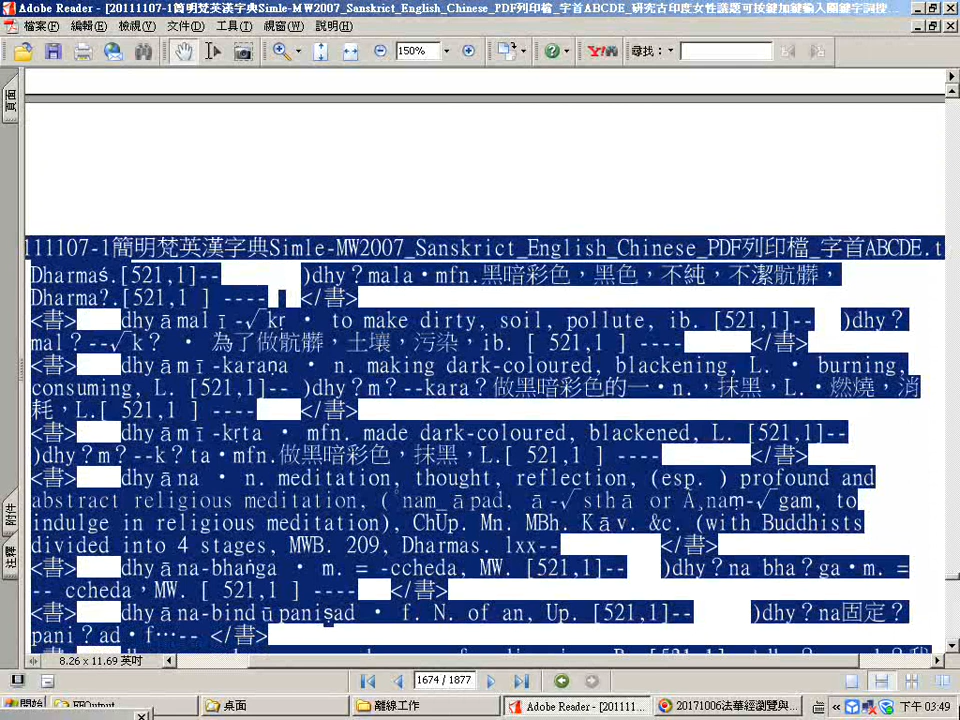 Adobe Reader - [20111107-1簡明梵英漢字典Simle-MW2007_Sanskrict_English_Chinese_PDF列印檔_字首ABCDE_研究古印度女性議題可按鍵加鍵輸入關鍵字詞搜
檔案(F) 編輯(E) 檢視(V) 文件(D) 工具(T) 視窗(W) 說明(H)
150% 尋找:
頁面
附件
注釋
111107-1簡明梵英漢字典Simle-MW2007_Sanskrict_English_Chinese_PDF列印檔_字首ABCDE.t
Dharmaś.[521,1]-- )dhy?mala‧mfn.黑暗彩色，黑色，不純，不潔骯髒，
Dharma?.[521,1 ] ---- </書>
<書> dhyāmalī-√kṛ ‧ to make dirty, soil, pollute, ib. [521,1]-- )dhy?
mal?--√k? ‧ 為了做骯髒，土壤，污染，ib. [ 521,1 ] ---- </書>
<書> dhyāmī-karaṇa ‧ n. making dark-coloured, blackening, L. ‧ burning,
consuming, L. [521,1]-- )dhy?m?--kara?做黑暗彩色的一‧n.，抹黑，L.‧燃燒，消
耗，L.[ 521,1 ] ---- </書>
<書> dhyāmī-kṛta ‧ mfn. made dark-coloured, blackened, L. [521,1]--
)dhy?m?--k?ta‧mfn.做黑暗彩色，抹黑，L.[ 521,1 ] ---- </書>
<書> dhyāna ‧ n. meditation, thought, reflection, (esp. ) profound and
abstract religious meditation, (˚nam_āpad, ā-√sthā or Ā,naṃ-√gam, to
indulge in religious meditation), ChUp. Mn. MBh. Kāv. &c. (with Buddhists
divided into 4 stages, MWB. 209, Dharmas. lxx-- </書>
<書> dhyāna-bhaṅga ‧ m. = -ccheda, MW. [521,1]-- )dhy?na bha?ga‧m. =
-- ccheda，MW. [ 521,1 ] ---- </書>
<書> dhyāna-bindūpaniṣad ‧ f. N. of an, Up. [521,1]-- )dhy?na固定?
pani?ad‧f…-- </書>
8.26 x 11.69 英吋
1674 / 1877
開始 FFOutput 桌面 離線工作 Adobe Reader - [2011... 20171006法華經瀏覽與... 下午 03:49